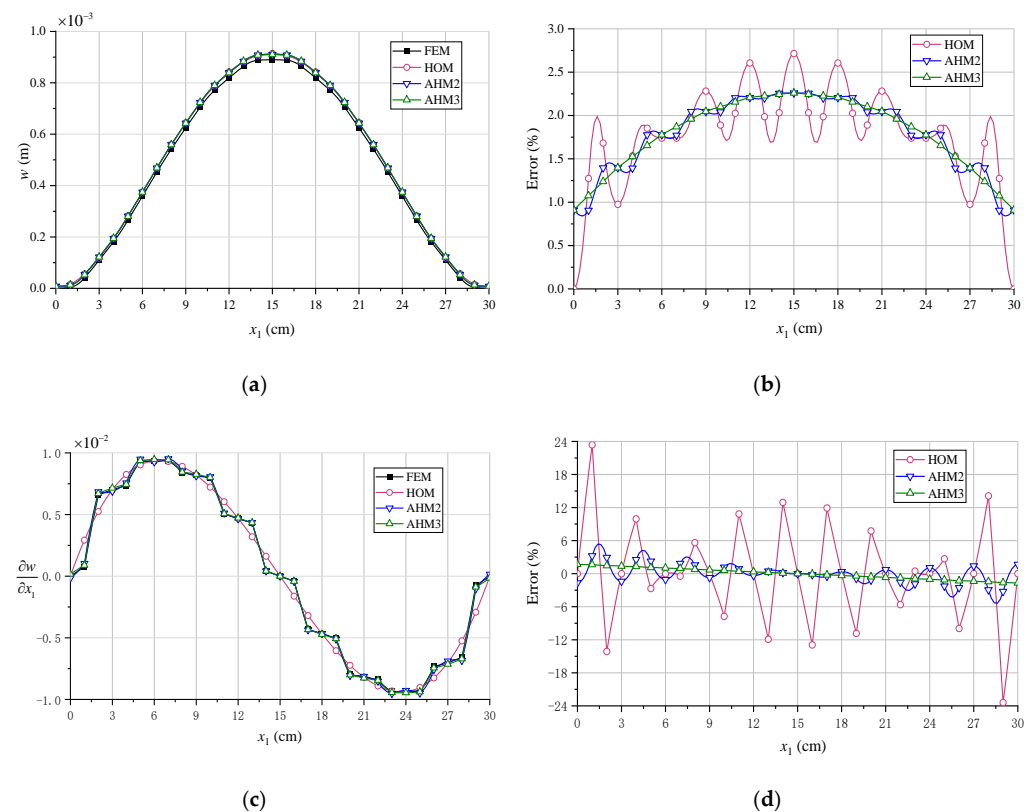 ×10⁻³
1.0
0.8
0.6
0.4
0.2
0.0
w (m)
0 3 6 9 12 15 18 21 24 27 30
x₁ (cm)
FEM
HOM
AHM2
AHM3
(a)
3.0
2.5
2.0
1.5
1.0
0.5
0.0
Error (%)
0 3 6 9 12 15 18 21 24 27 30
x₁ (cm)
HOM
AHM2
AHM3
(b)
×10⁻²
1.0
0.5
0.0
−0.5
−1.0
∂w
∂x₁
0 3 6 9 12 15 18 21 24 27 30
x₁ (cm)
FEM
HOM
AHM2
AHM3
(c)
24
18
12
6
0
−6
−12
−18
−24
Error (%)
0 3 6 9 12 15 18 21 24 27 30
x₁ (cm)
HOM
AHM2
AHM3
(d)